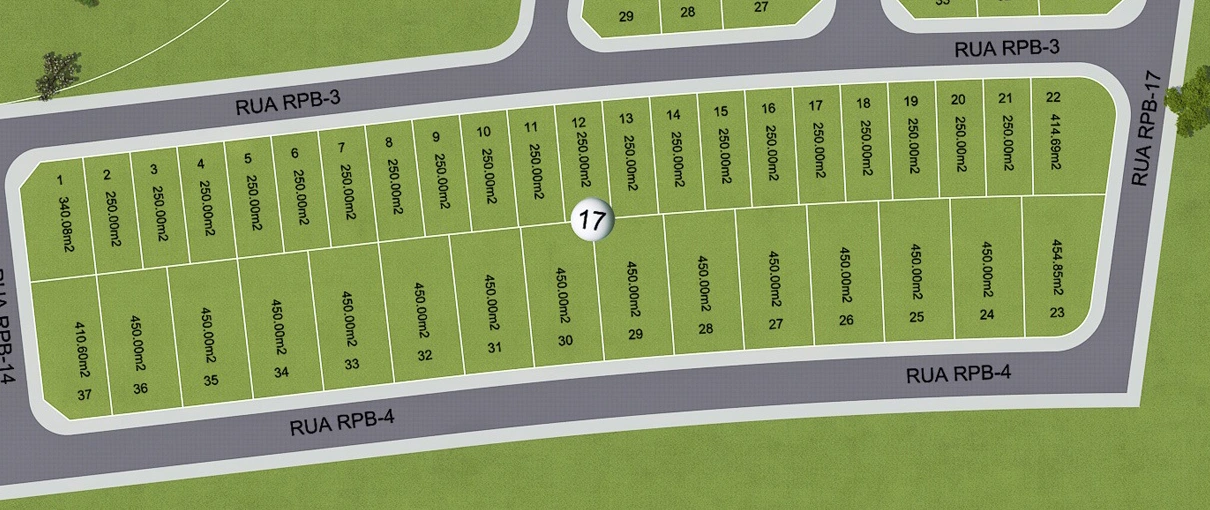 29
28
27
RUA RPB-3
RUA RPB-3
RUA RPB-17
1
340.08m2
2
250.00m2
3
250.00m2
4
250.00m2
5
250.00m2
6
250.00m2
7
250.00m2
8
250.00m2
9
250.00m2
10
250.00m2
11
250.00m2
12
250.00m2
13
250.00m2
14
250.00m2
15
250.00m2
16
250.00m2
17
250.00m2
18
250.00m2
19
250.00m2
20
250.00m2
21
250.00m2
22
414.69m2
17
410.60m2
37
450.00m2
36
450.00m2
35
450.00m2
34
450.00m2
33
450.00m2
32
450.00m2
31
450.00m2
30
450.00m2
29
450.00m2
28
450.00m2
27
450.00m2
26
450.00m2
25
450.00m2
24
454.85m2
23
RUA RPB-14
RUA RPB-4
RUA RPB-4